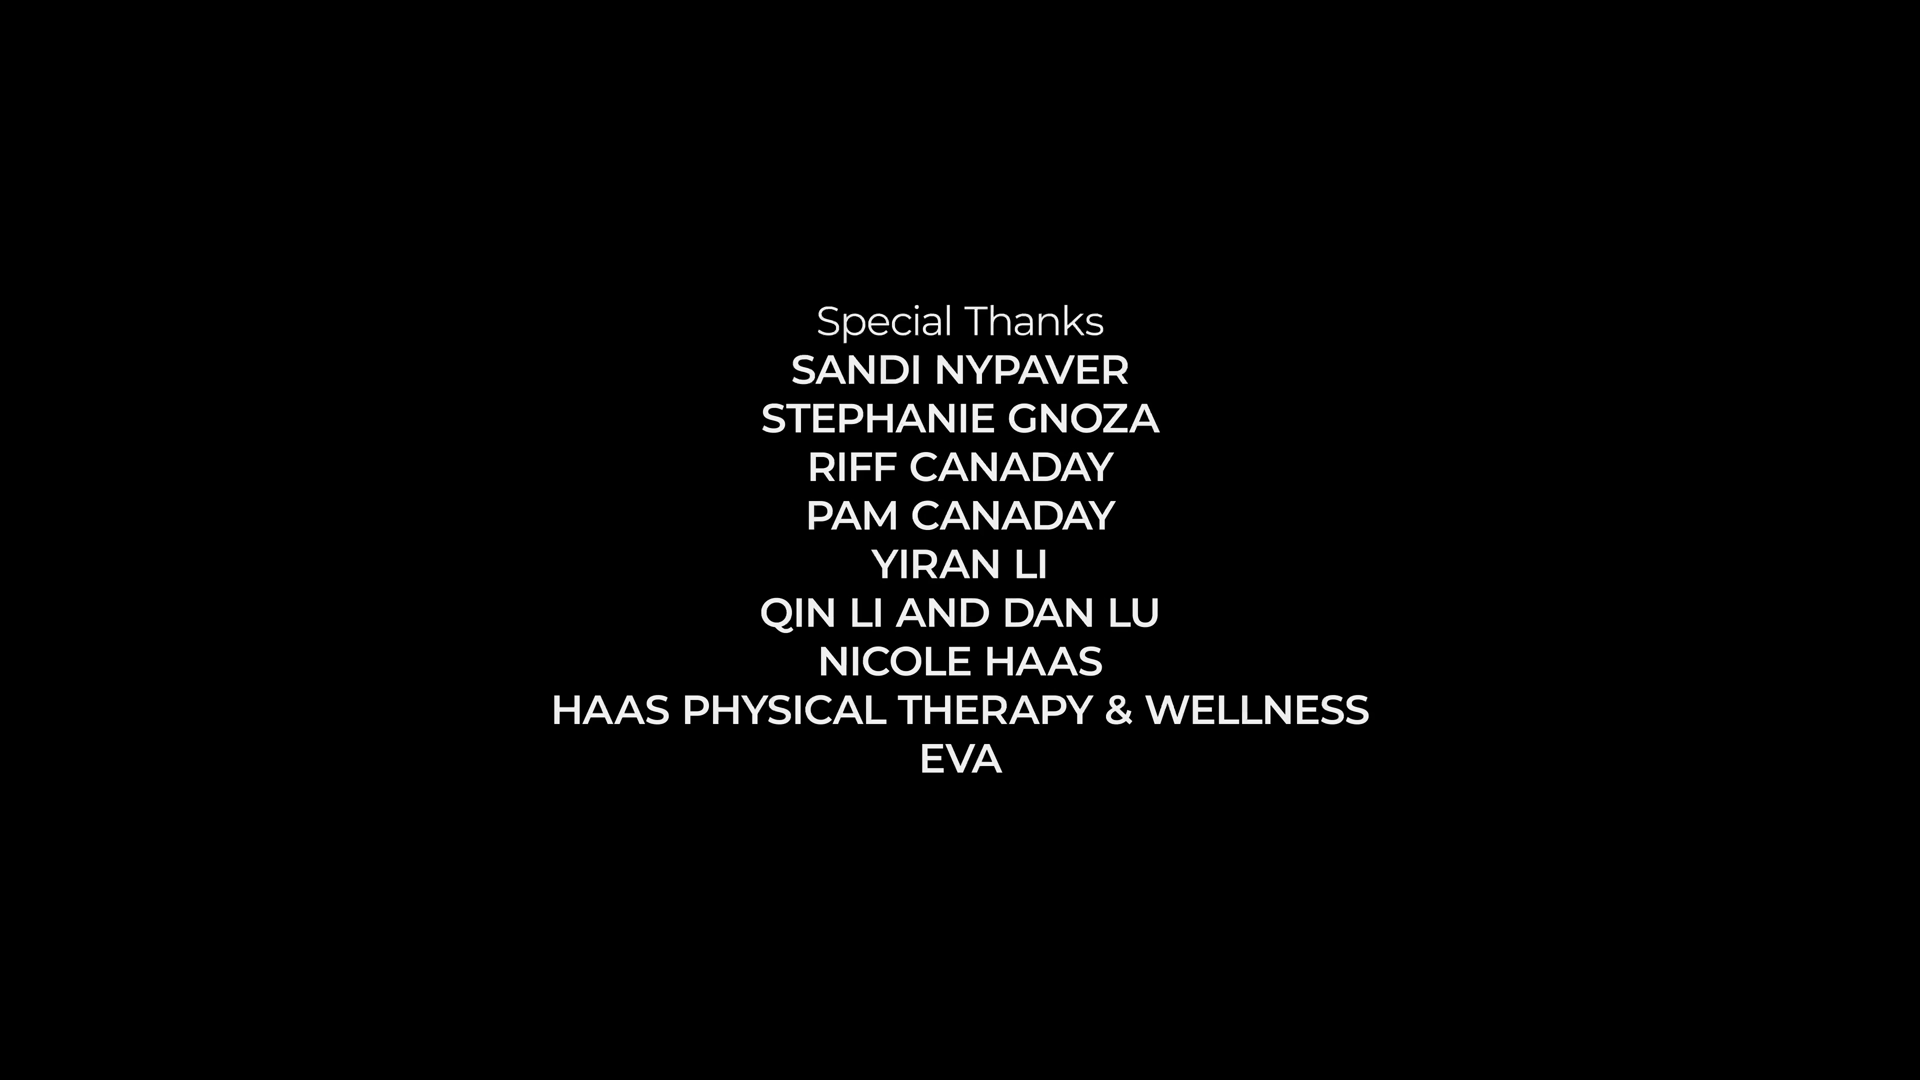 Special Thanks
SANDI NYPAVER
STEPHANIE GNOZA
RIFF CANADAY
PAM CANADAY
YIRAN LI
QIN LI AND DAN LU
NICOLE HAAS
HAAS PHYSICAL THERAPY & WELLNESS
EVA